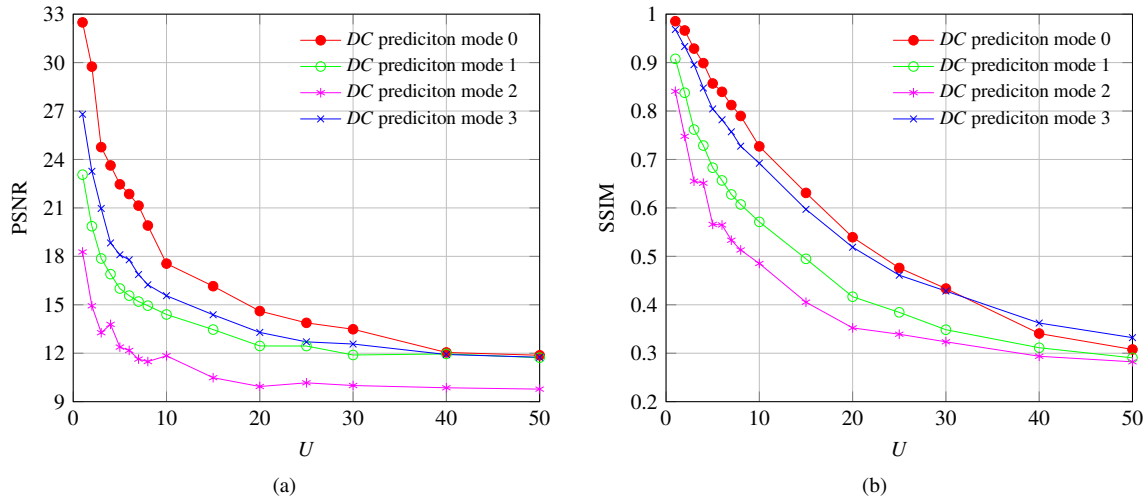 33
30
27
24
21
18
15
12
9
PSNR
0
10
20
30
40
50
U
DC prediciton mode 0
DC prediciton mode 1
DC prediciton mode 2
DC prediciton mode 3
(a)
1
0.9
0.8
0.7
0.6
0.5
0.4
0.3
0.2
SSIM
0
10
20
30
40
50
U
DC prediciton mode 0
DC prediciton mode 1
DC prediciton mode 2
DC prediciton mode 3
(b)